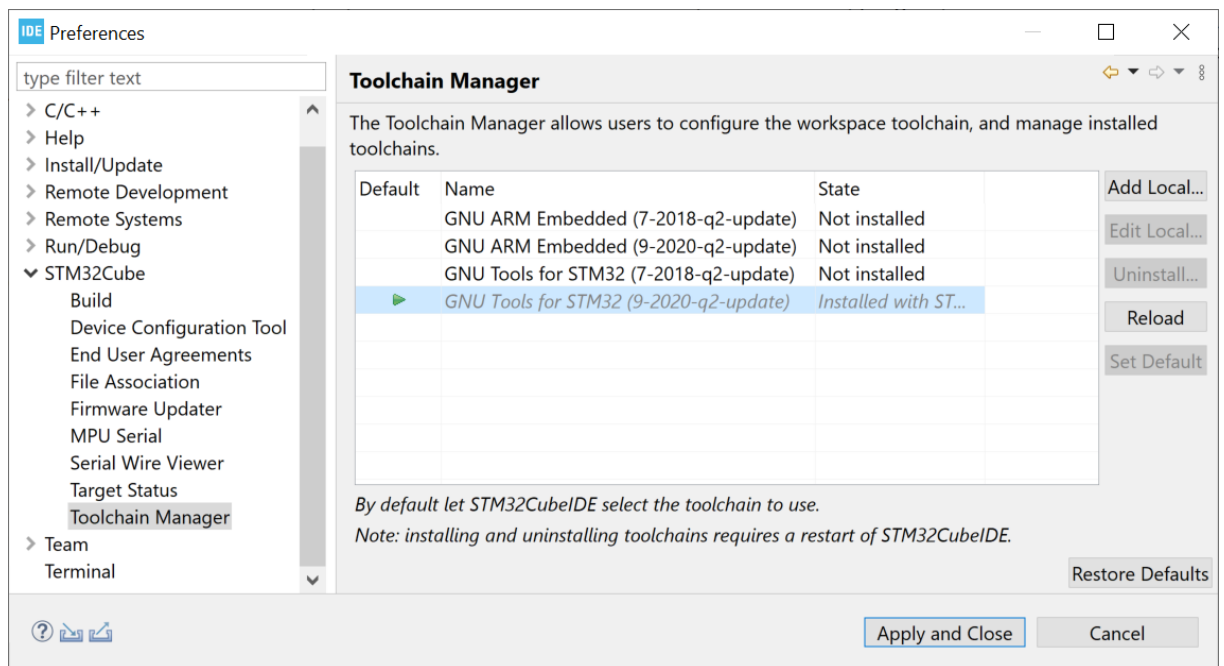 IDE Preferences
type filter text
C/C++
Help
Install/Update
Remote Development
Remote Systems
Run/Debug
STM32Cube
Build
Device Configuration Tool
End User Agreements
File Association
Firmware Updater
MPU Serial
Serial Wire Viewer
Target Status
Toolchain Manager
Team
Terminal
Toolchain Manager
The Toolchain Manager allows users to configure the workspace toolchain, and manage installed
toolchains.
Default Name State
GNU ARM Embedded (7-2018-q2-update) Not installed
GNU ARM Embedded (9-2020-q2-update) Not installed
GNU Tools for STM32 (7-2018-q2-update) Not installed
GNU Tools for STM32 (9-2020-q2-update) Installed with ST...
Add Local...
Edit Local...
Uninstall...
Reload
Set Default
By default let STM32CubeIDE select the toolchain to use.
Note: installing and uninstalling toolchains requires a restart of STM32CubeIDE.
Restore Defaults
Apply and Close Cancel